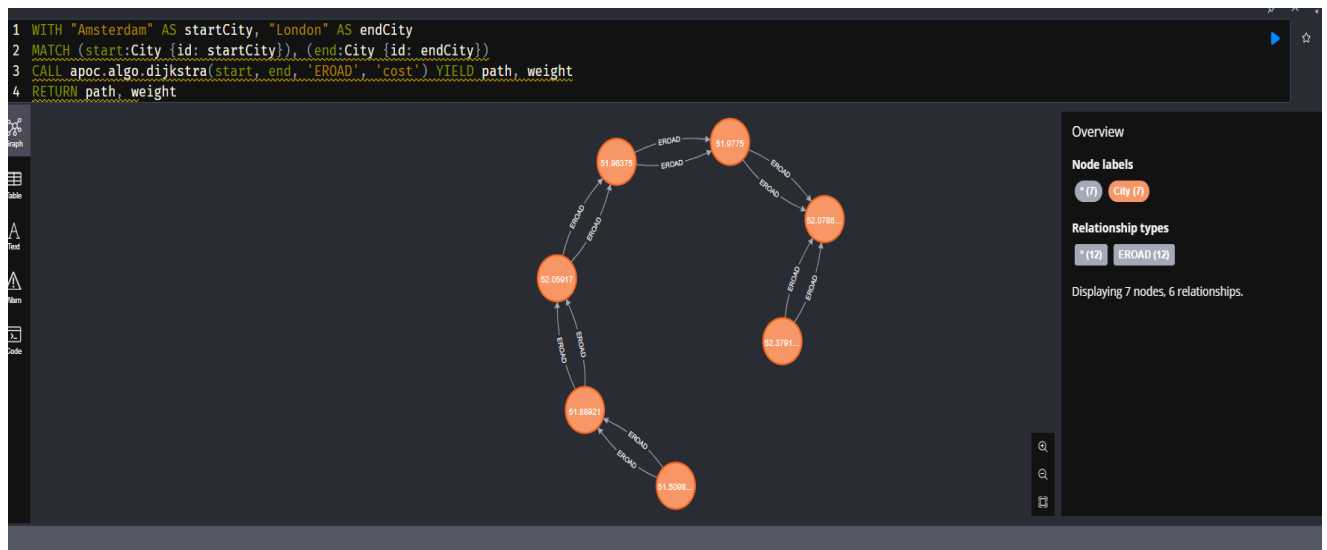 1 WITH "Amsterdam" AS startCity, "London" AS endCity
2 MATCH (start:City {id: startCity}), (end:City {id: endCity})
3 CALL apoc.algo.dijkstra(start, end, 'EROAD', 'cost') YIELD path, weight
4 RETURN path, weight
raph
Table
Text
Warn
Code
EROAD
EROAD
51.96375
51.9775
EROAD
EROAD
52.0786...
EROAD
EROAD
52.05917
EROAD
EROAD
52.3791...
EROAD
EROAD
51.88921
EROAD
EROAD
51.5098...
Overview
Node labels
* (7) City (7)
Relationship types
* (12) EROAD (12)
Displaying 7 nodes, 6 relationships.